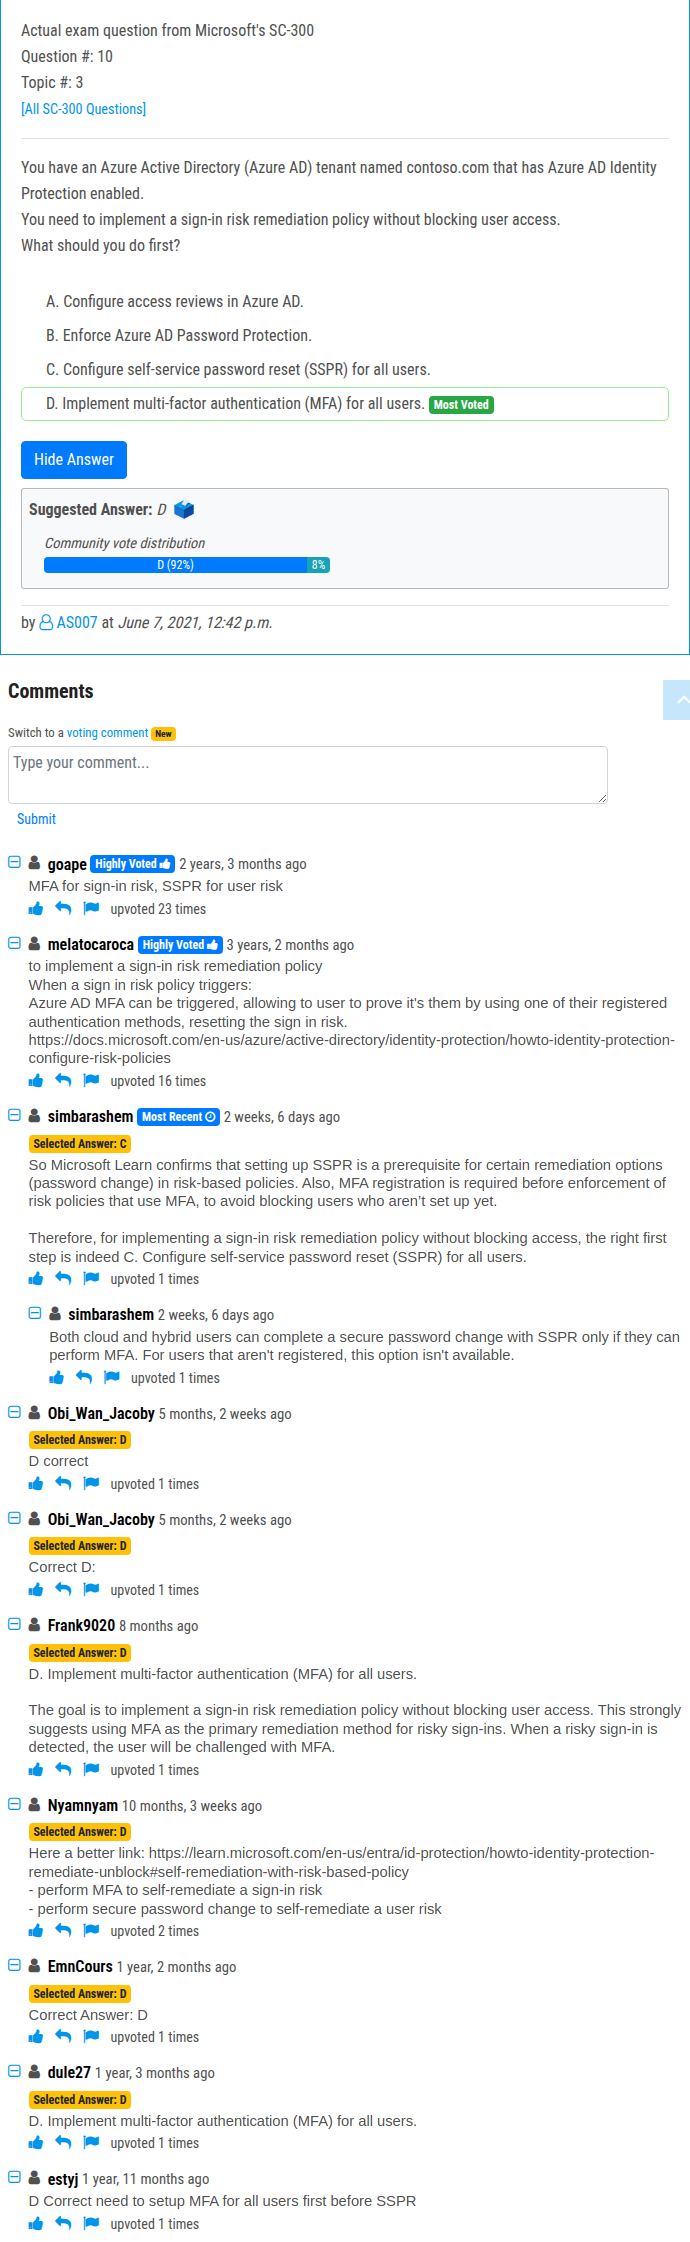 Actual exam question from Microsoft's SC-300
Question #: 10
Topic #: 3
[All SC-300 Questions]
You have an Azure Active Directory (Azure AD) tenant named contoso.com that has Azure AD Identity
Protection enabled.
You need to implement a sign-in risk remediation policy without blocking user access.
What should you do first?
A. Configure access reviews in Azure AD.
B. Enforce Azure AD Password Protection.
C. Configure self-service password reset (SSPR) for all users.
D. Implement multi-factor authentication (MFA) for all users. Most Voted
Hide Answer
Suggested Answer: D
Community vote distribution
D (92%) 8%
by AS007 at June 7, 2021, 12:42 p.m.
Comments
Switch to a voting comment New
Type your comment...
Submit
goape Highly Voted 2 years, 3 months ago
MFA for sign-in risk, SSPR for user risk
upvoted 23 times
melatocaroca Highly Voted 3 years, 2 months ago
to implement a sign-in risk remediation policy
When a sign in risk policy triggers:
Azure AD MFA can be triggered, allowing to user to prove it's them by using one of their registered
authentication methods, resetting the sign in risk.
https://docs.microsoft.com/en-us/azure/active-directory/identity-protection/howto-identity-protection-
configure-risk-policies
upvoted 16 times
simbarashem Most Recent 2 weeks, 6 days ago
Selected Answer: C
So Microsoft Learn confirms that setting up SSPR is a prerequisite for certain remediation options
(password change) in risk-based policies. Also, MFA registration is required before enforcement of
risk policies that use MFA, to avoid blocking users who aren't set up yet.
Therefore, for implementing a sign-in risk remediation policy without blocking access, the right first
step is indeed C. Configure self-service password reset (SSPR) for all users.
upvoted 1 times
simbarashem 2 weeks, 6 days ago
Both cloud and hybrid users can complete a secure password change with SSPR only if they can
perform MFA. For users that aren't registered, this option isn't available.
upvoted 1 times
Obi_Wan_Jacoby 5 months, 2 weeks ago
Selected Answer: D
D correct
upvoted 1 times
Obi_Wan_Jacoby 5 months, 2 weeks ago
Selected Answer: D
Correct D:
upvoted 1 times
Frank9020 8 months ago
Selected Answer: D
D. Implement multi-factor authentication (MFA) for all users.
The goal is to implement a sign-in risk remediation policy without blocking user access. This strongly
suggests using MFA as the primary remediation method for risky sign-ins. When a risky sign-in is
detected, the user will be challenged with MFA.
upvoted 1 times
Nyamnyam 10 months, 3 weeks ago
Selected Answer: D
Here a better link: https://learn.microsoft.com/en-us/entra/id-protection/howto-identity-protection-
remediate-unblock#self-remediation-with-risk-based-policy
- perform MFA to self-remediate a sign-in risk
- perform secure password change to self-remediate a user risk
upvoted 2 times
EmnCours 1 year, 2 months ago
Selected Answer: D
Correct Answer: D
upvoted 1 times
dule27 1 year, 3 months ago
Selected Answer: D
D. Implement multi-factor authentication (MFA) for all users.
upvoted 1 times
estyj 1 year, 11 months ago
D Correct need to setup MFA for all users first before SSPR
upvoted 1 times